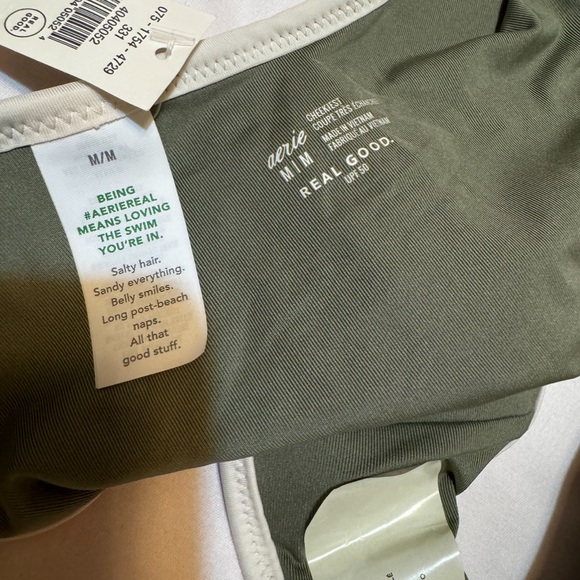 REAL
GOOD.
075 - 1754 - 4729
40405052
331
4
M/M
BEING
#AERIEREAL
MEANS LOVING
THE SWIM
YOU'RE IN.
Salty hair.
Sandy everything.
Belly smiles.
Long post-beach
naps.
All that
good stuff.
aerie
M | M
CHEEKIEST
COUPE TRÈS ÉCHANCRÉE
MADE IN VIETNAM
FABRIQUÉ AU VIETNAM
REAL GOOD.
UPF 50